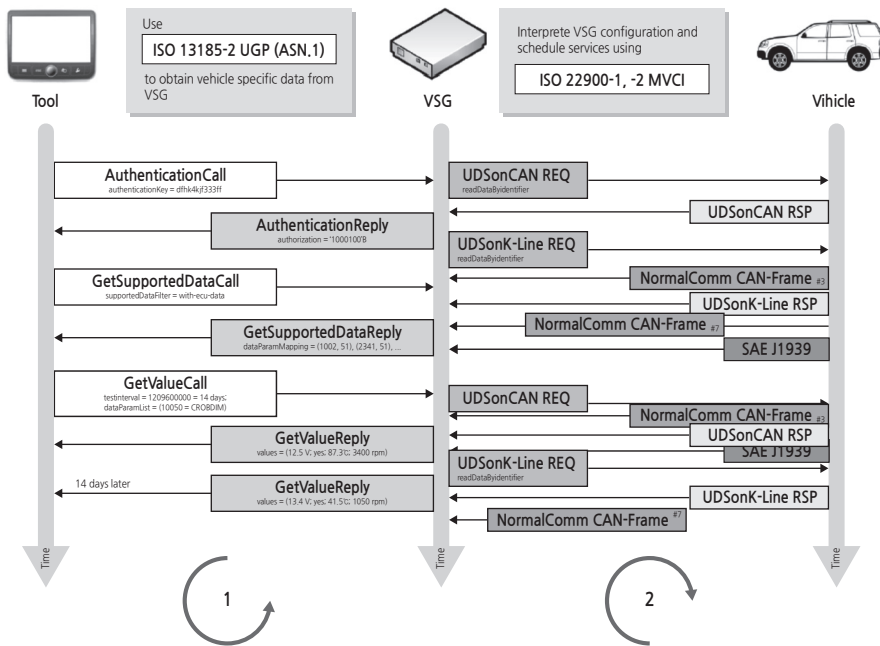 Use
ISO 13185-2 UGP (ASN.1)
to obtain vehicle specific data from
VSG
Interprete VSG configuration and
schedule services using
ISO 22900-1, -2 MVCI
Tool
VSG
Vihicle
AuthenticationCall
authenticationKey = dfhk4kjf333ff
UDSonCAN REQ
readDataByidentifier
UDSonCAN RSP
AuthenticationReply
authorization = '1000100'B
UDSonK-Line REQ
readDataByidentifier
NormalComm CAN-Frame #3
GetSupportedDataCall
supportedDataFilter = with-ecu-data
UDSonK-Line RSP
NormalComm CAN-Frame #7
GetSupportedDataReply
dataParamMapping = (1002, 51), (2341, 51), ...
SAE J1939
GetValueCall
testinterval = 1209600000 = 14 days;
dataParamList = (10050 = CROBDIM)
UDSonCAN REQ
NormalComm CAN-Frame #3
GetValueReply
values = (12.5 V; yes; 87.3℃; 3400 rpm)
UDSonCAN RSP
SAE J1939
UDSonK-Line REQ
readDataByidentifier
14 days later
GetValueReply
values = (13.4 V; yes; 41.5℃; 1050 rpm)
UDSonK-Line RSP
NormalComm CAN-Frame #7
Time
Time
Time
1
2